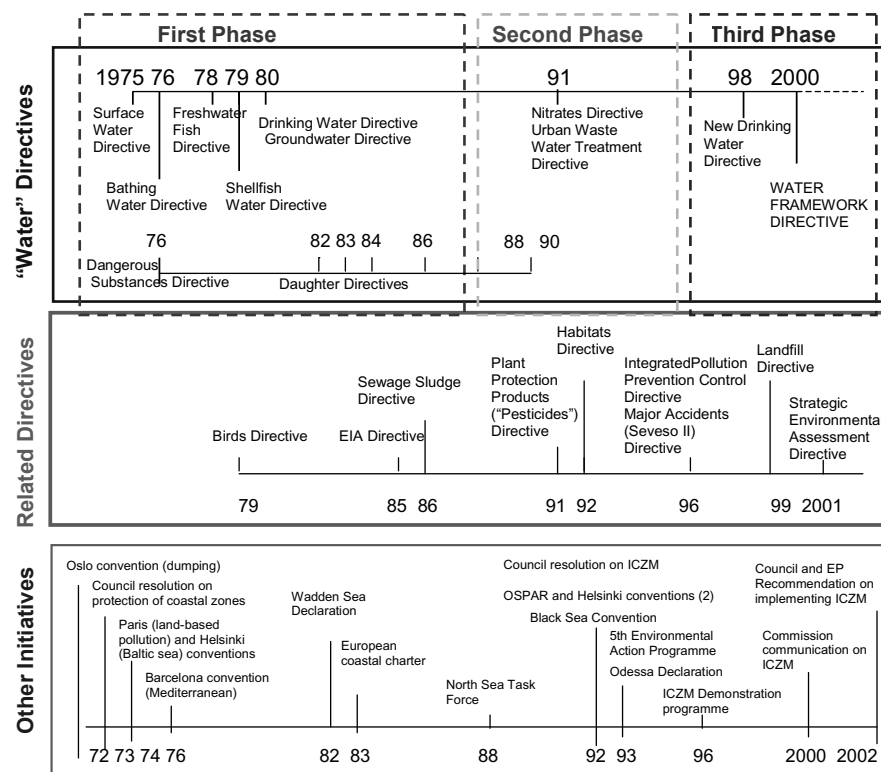 First Phase
Second Phase
Third Phase
"Water" Directives
1975 76 78 79 80 91 98 2000
Surface
Water
Directive
Freshwater
Fish
Directive
Drinking Water Directive
Groundwater Directive
Nitrates Directive
Urban Waste
Water Treatment
Directive
New Drinking
Water
Directive
Bathing
Water Directive
Shellfish
Water Directive
WATER
FRAMEWORK
DIRECTIVE
76 82 83 84 86 88 90
Dangerous
Substances Directive
Daughter Directives
Related Directives
Birds Directive
EIA Directive
Sewage Sludge
Directive
Plant
Protection
Products
("Pesticides")
Directive
Habitats
Directive
IntegratedPollution
Prevention Control
Directive
Major Accidents
(Seveso II)
Directive
Landfill
Directive
Strategic
Environmenta
Assessment
Directive
79 85 86 91 92 96 99 2001
Other Initiatives
Oslo convention (dumping)
Council resolution on
protection of coastal zones
Paris (land-based
pollution) and Helsinki
(Baltic sea) conventions
Barcelona convention
(Mediterranean)
Wadden Sea
Declaration
European
coastal charter
North Sea Task
Force
Council resolution on ICZM
OSPAR and Helsinki conventions (2)
Black Sea Convention
5th Environmental
Action Programme
Odessa Declaration
ICZM Demonstration
programme
Council and EP
Recommendation on
implementing ICZM
Commission
communication on
ICZM
72 73 74 76 82 83 88 92 93 96 2000 2002